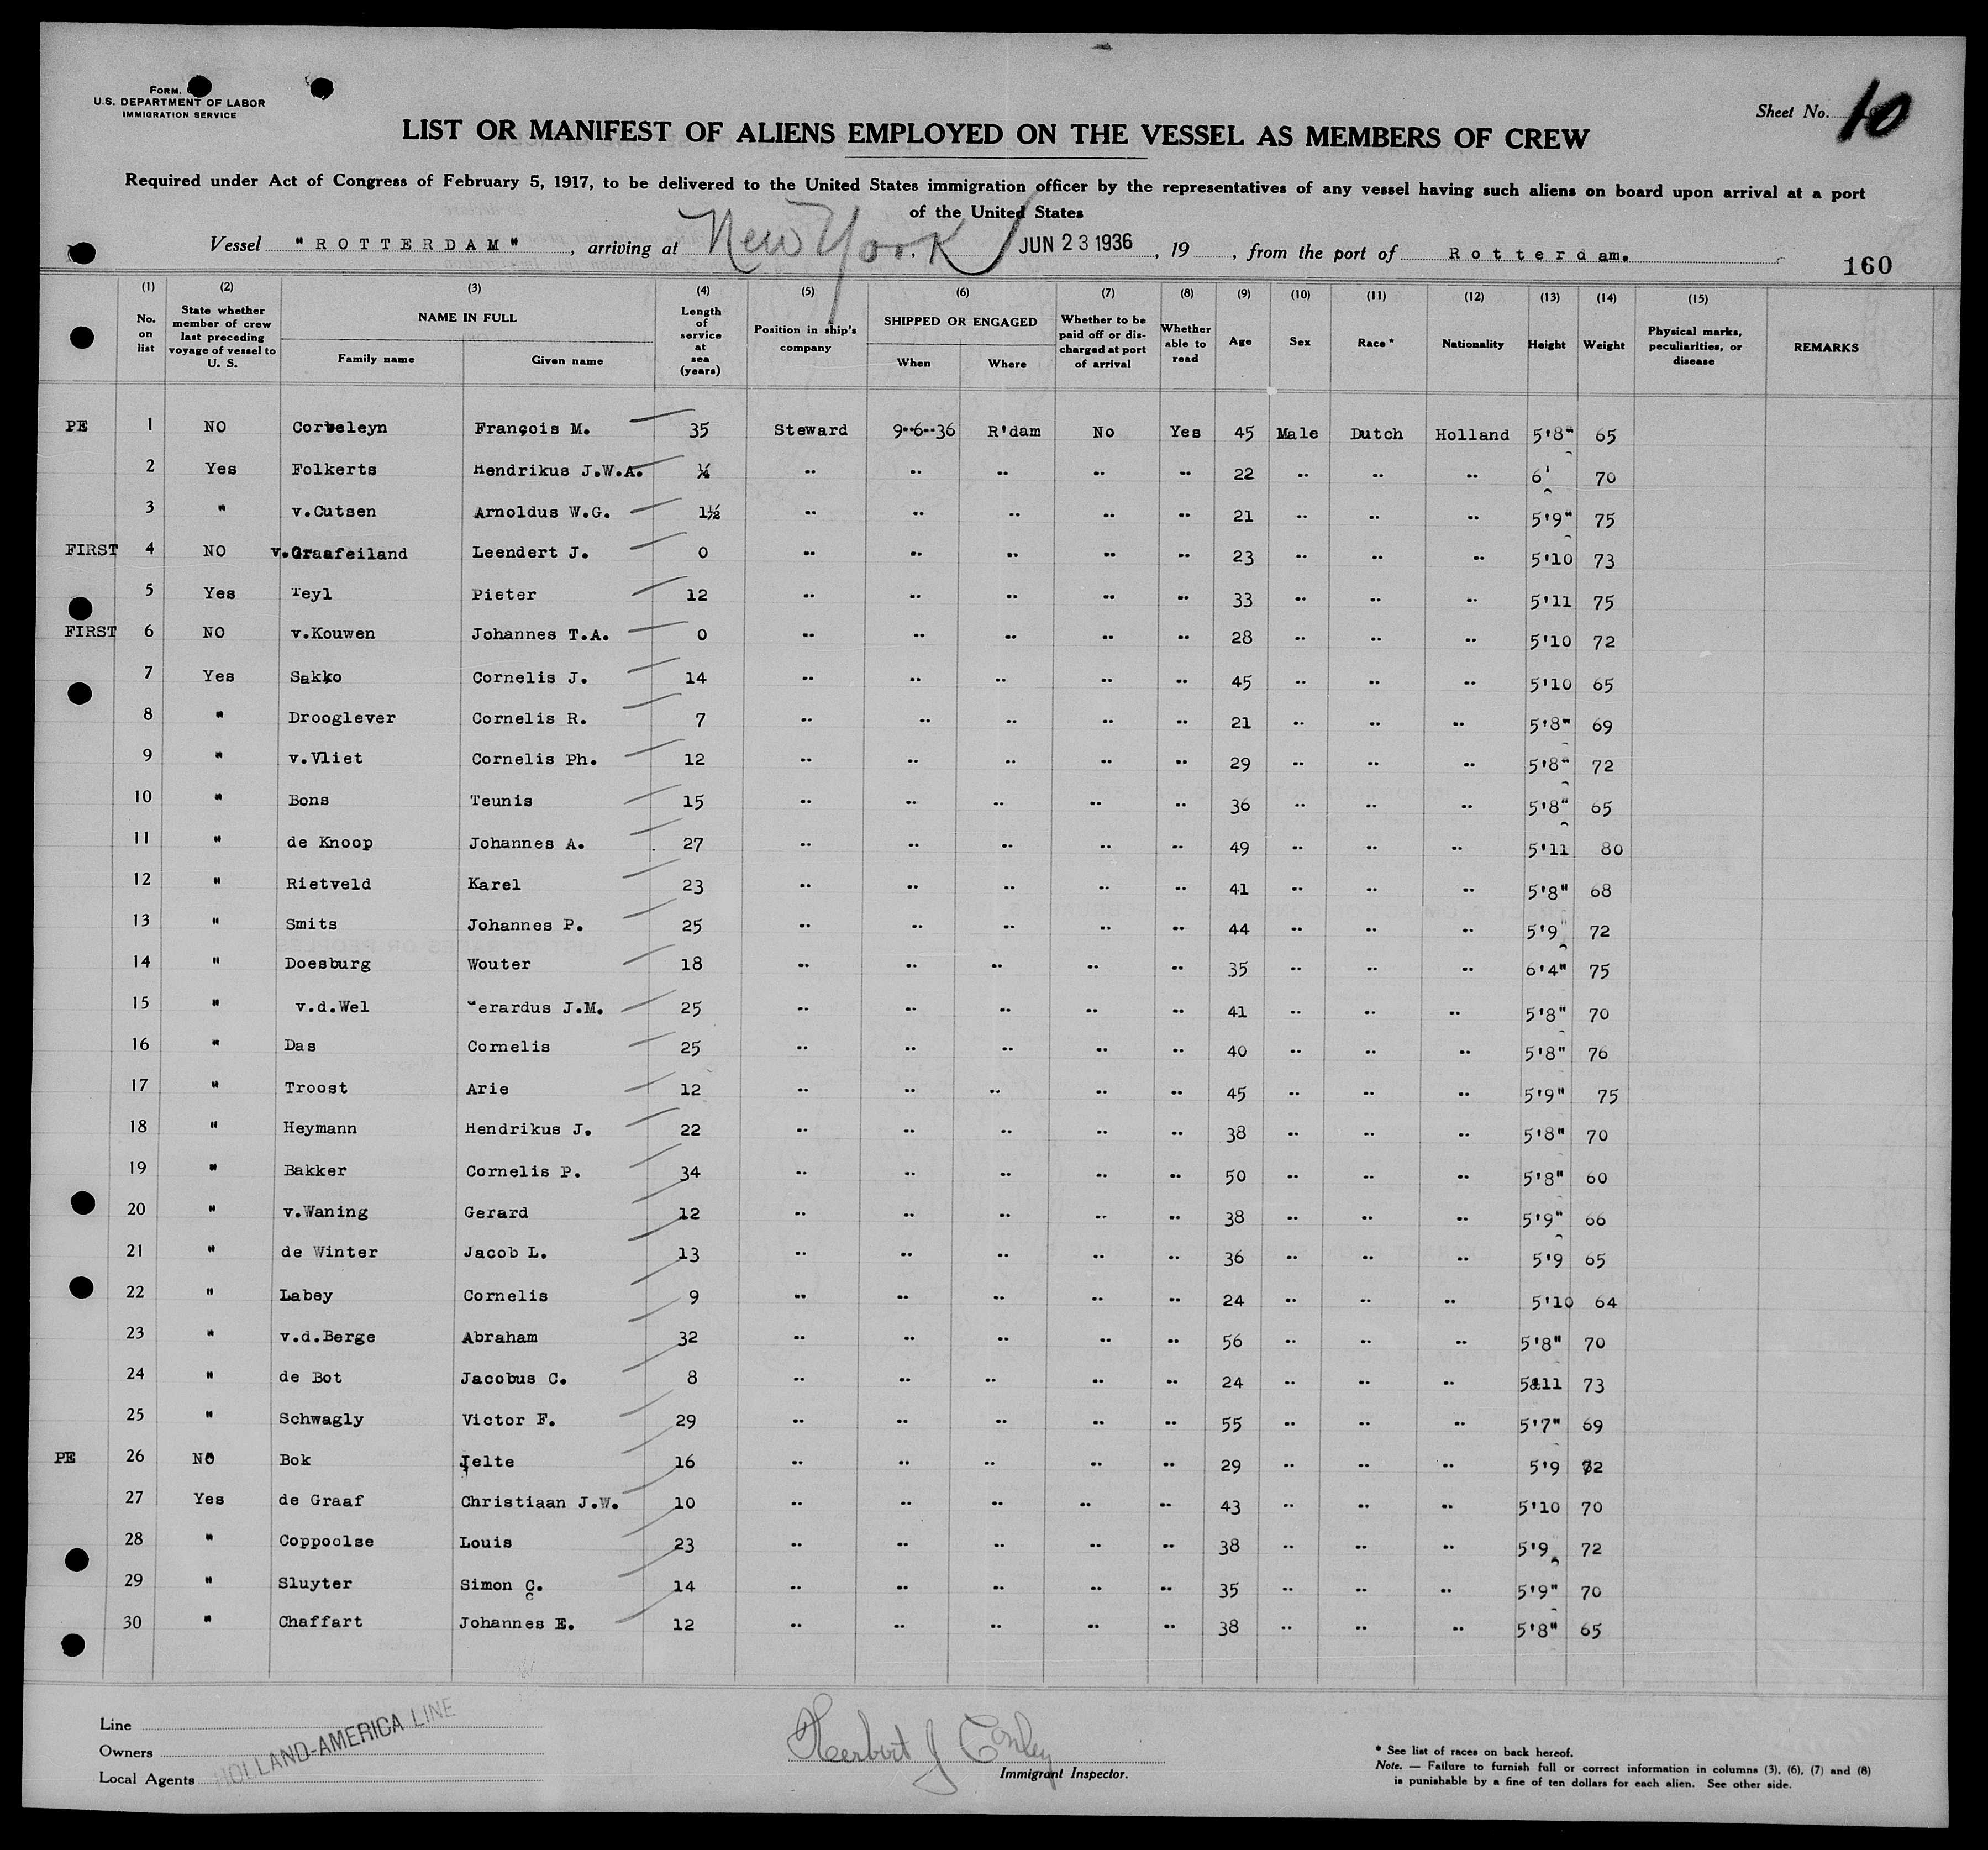 FORM.
U.S. DEPARTMENT OF LABOR
IMMIGRATION SERVICE
Sheet No. 10
LIST OR MANIFEST OF ALIENS EMPLOYED ON THE VESSEL AS MEMBERS OF CREW
Required under Act of Congress of February 5, 1917, to be delivered to the United States immigration officer by the representatives of any vessel having such aliens on board upon arrival at a port
of the United States
Vessel "ROTTERDAM", arriving at New York JUN 23 1936, 19, from the port of Rotterdam.
160
(1) No. on list (2) State whether member of crew last preceding voyage of vessel to U. S. (3) NAME IN FULL Family name Given name (4) Length of service at sea (years) (5) Position in ship's company (6) SHIPPED OR ENGAGED When Where (7) Whether to be paid off or discharged at port of arrival (8) Whether able to read (9) Age (10) Sex (11) Race * (12) Nationality (13) Height (14) Weight (15) Physical marks, peculiarities, or disease REMARKS
PE 1 NO Corbeleyn François M. 35 Steward 9--6--36 R'dam No Yes 45 Male Dutch Holland 5'8" 65
2 Yes Folkerts Hendrikus J.W.A. ¼ " " " " " 22 " " " 6' 70
3 " v.Cutsen Arnoldus W.G. 1½ " " " " " 21 " " " 5'9" 75
FIRST 4 NO v.Graafeiland Leendert J. 0 " " " " " 23 " " " 5'10 73
5 Yes Teyl Pieter 12 " " " " " 33 " " " 5'11 75
FIRST 6 NO v.Kouwen Johannes T.A. 0 " " " " " 28 " " " 5'10 72
7 Yes Sakko Cornelis J. 14 " " " " " 45 " " " 5'10 65
8 " Drooglever Cornelis R. 7 " " " " " 21 " " " 5'8" 69
9 " v.Vliet Cornelis Ph. 12 " " " " " 29 " " " 5'8" 72
10 " Bons Teunis 15 " " " " " 36 " " " 5'8" 65
11 " de Knoop Johannes A. 27 " " " " " 49 " " " 5'11 80
12 " Rietveld Karel 23 " " " " " 41 " " " 5'8" 68
13 " Smits Johannes P. 25 " " " " " 44 " " " 5'9" 72
14 " Doesburg Wouter 18 " " " " " 35 " " " 6'4" 75
15 " v.d.Wel Gerardus J.M. 25 " " " " " 41 " " " 5'8" 70
16 " Das Cornelis 25 " " " " " 40 " " " 5'8" 76
17 " Troost Arie 12 " " " " " 45 " " " 5'9" 75
18 " Heymann Hendrikus J. 22 " " " " " 38 " " " 5'8" 70
19 " Bakker Cornelis P. 34 " " " " " 50 " " " 5'8" 60
20 " v.Waning Gerard 12 " " " " " 38 " " " 5'9" 66
21 " de Winter Jacob L. 13 " " " " " 36 " " " 5'9 65
22 " Labey Cornelis 9 " " " " " 24 " " " 5'10 64
23 " v.d.Berge Abraham 32 " " " " " 56 " " " 5'8" 70
24 " de Bot Jacobus C. 8 " " " " " 24 " " " 5'11 73
25 " Schwagly Victor F. 29 " " " " " 55 " " " 5'7" 69
PE 26 NO Bok Jelte 16 " " " " " 29 " " " 5'9 72
27 Yes de Graaf Christiaan J.W. 10 " " " " " 43 " " " 5'10 70
28 " Coppoolse Louis 23 " " " " " 38 " " " 5'9 72
29 " Sluyter Simon C. 14 " " " " " 35 " " " 5'9" 70
30 " Chaffart Johannes E. 12 " " " " " 38 " " " 5'8" 65
Line
Owners
Local Agents
HOLLAND-AMERICA LINE
Herbert J Conley
Immigrant Inspector.
* See list of races on back hereof.
Note. — Failure to furnish full or correct information in columns (3), (6), (7) and (8)
is punishable by a fine of ten dollars for each alien. See other side.